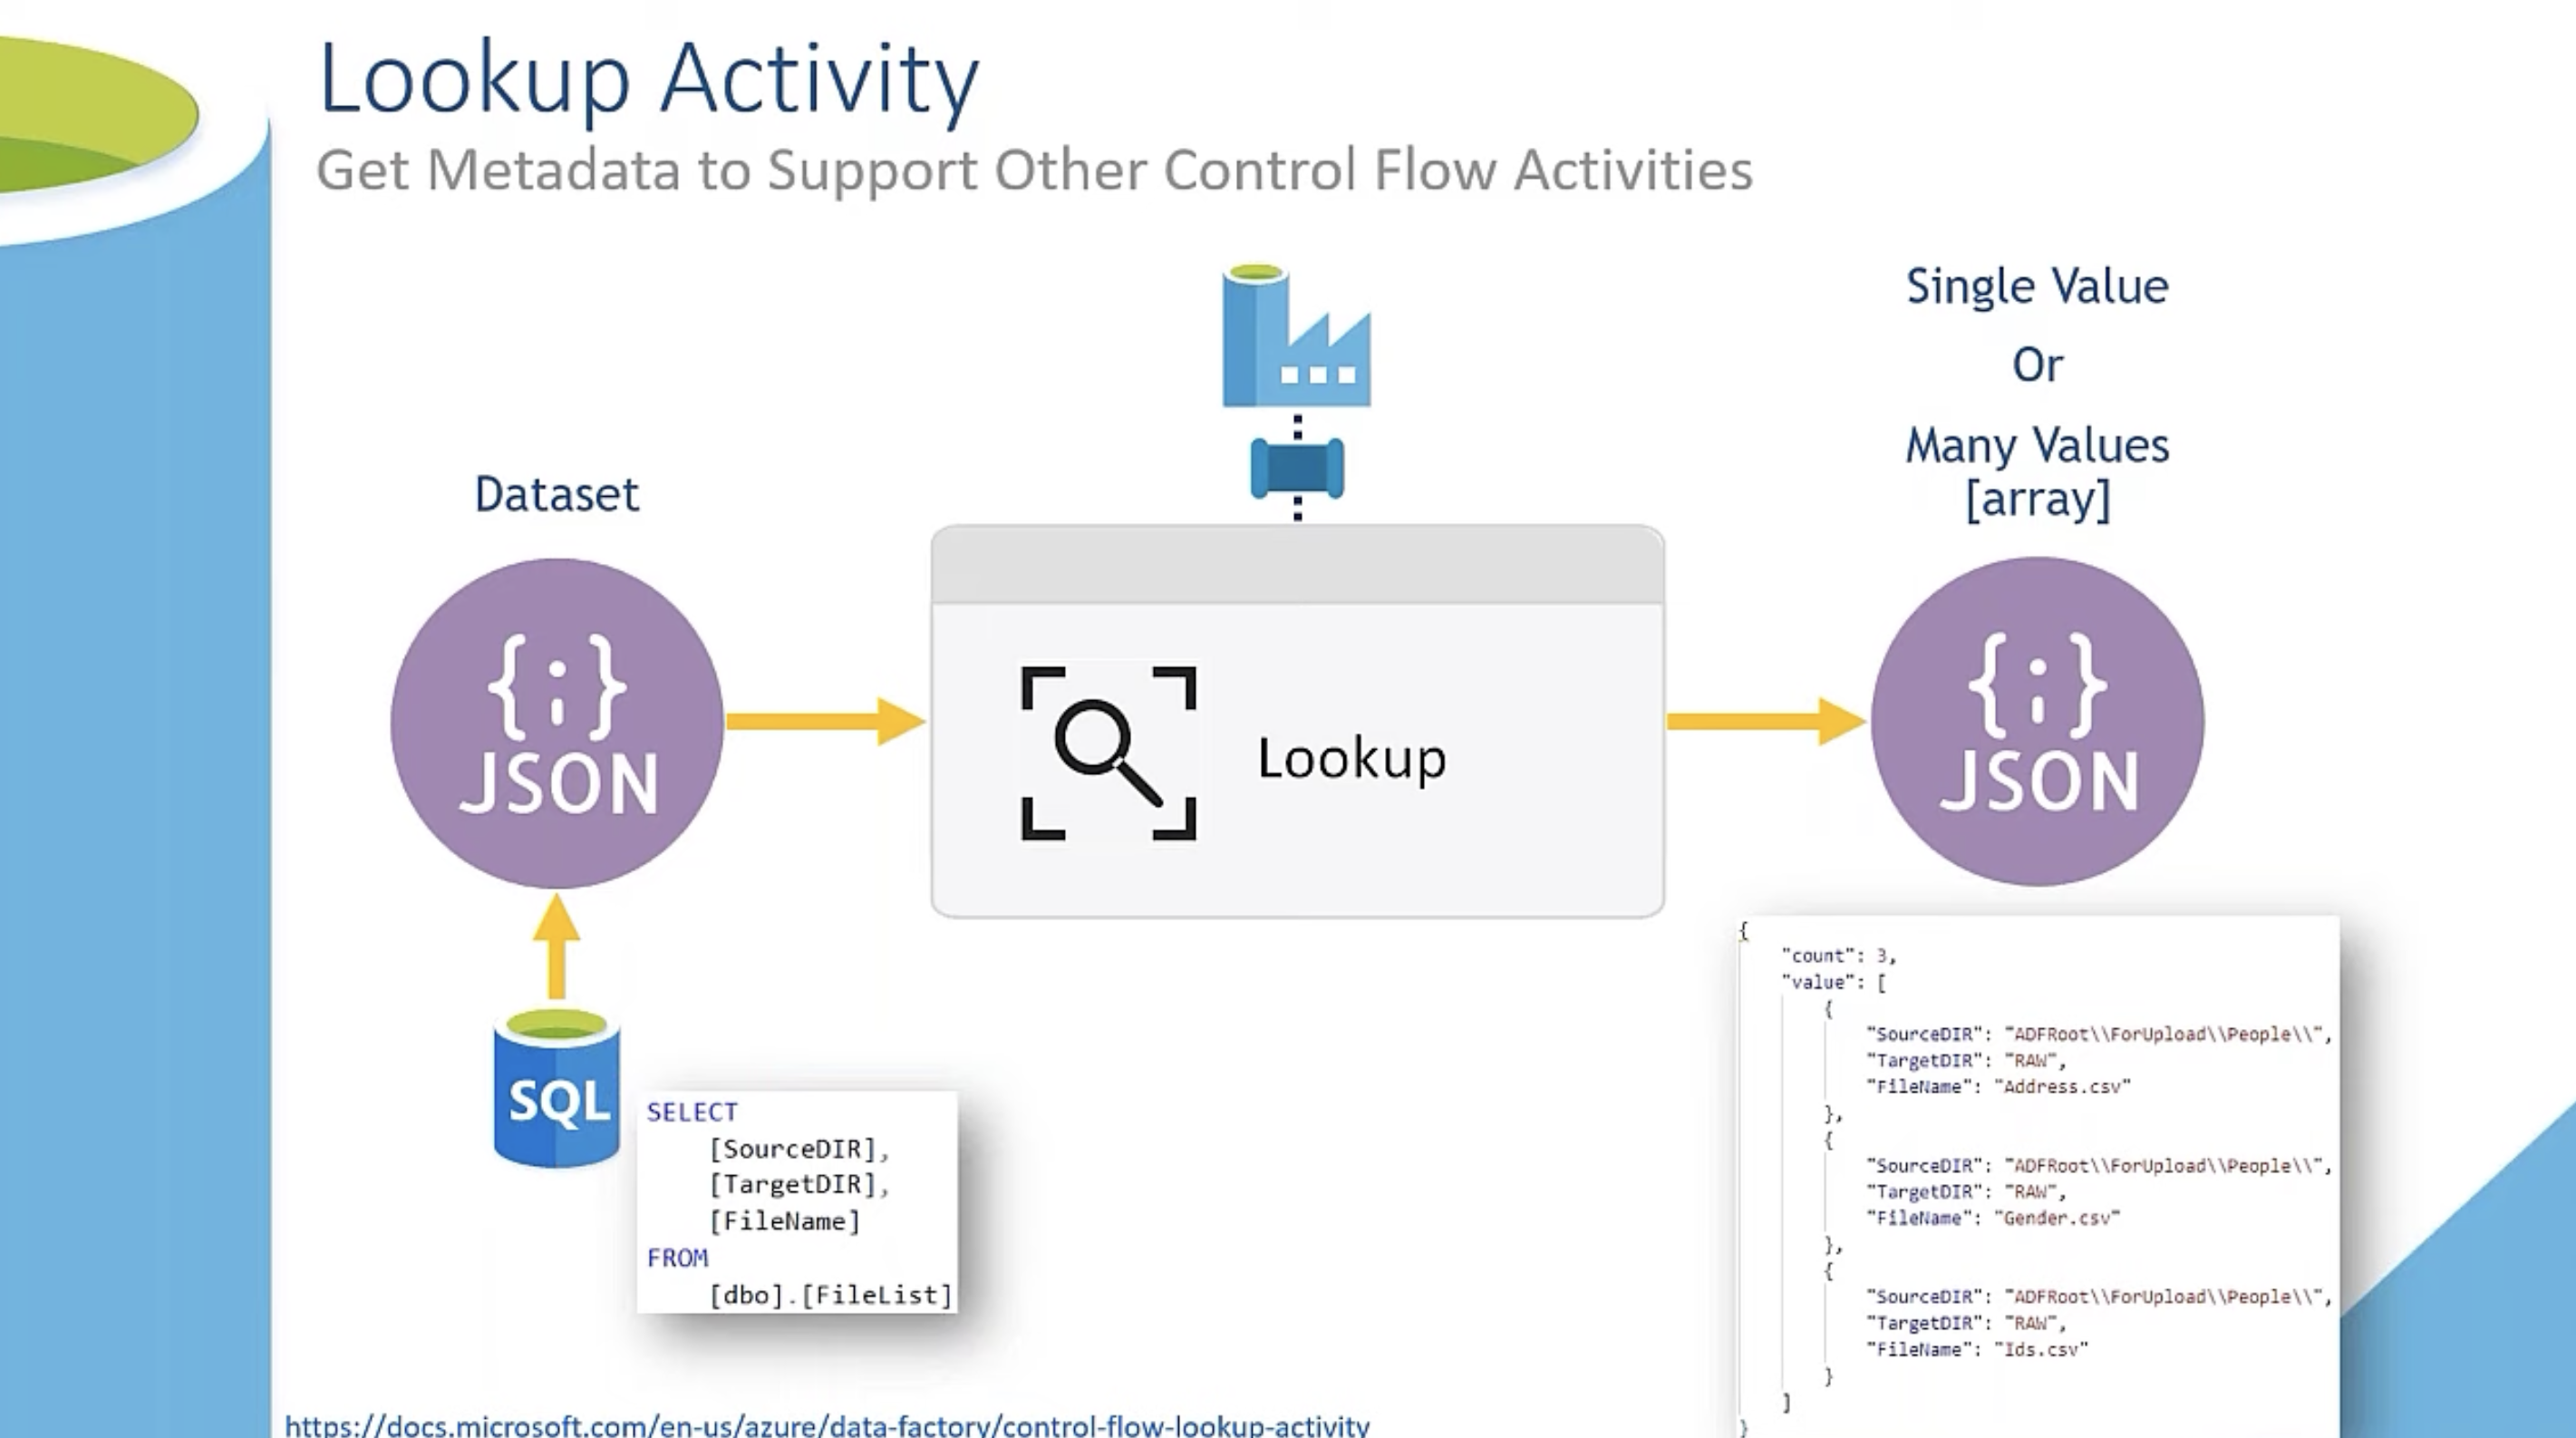 Lookup Activity
Get Metadata to Support Other Control Flow Activities
Single Value
Or
Many Values
[array]
Dataset
{;}
JSON
Lookup
{;}
JSON
SQL
SELECT
[SourceDIR],
[TargetDIR],
[FileName]
FROM
[dbo].[FileList]
{
"count": 3,
"value": [
{
"SourceDIR": "ADFRoot\\ForUpload\\People\\",
"TargetDIR": "RAW",
"FileName": "Address.csv"
},
{
"SourceDIR": "ADFRoot\\ForUpload\\People\\",
"TargetDIR": "RAW",
"FileName": "Gender.csv"
},
{
"SourceDIR": "ADFRoot\\ForUpload\\People\\",
"TargetDIR": "RAW",
"FileName": "Ids.csv"
}
]
}
https://docs.microsoft.com/en-us/azure/data-factory/control-flow-lookup-activity